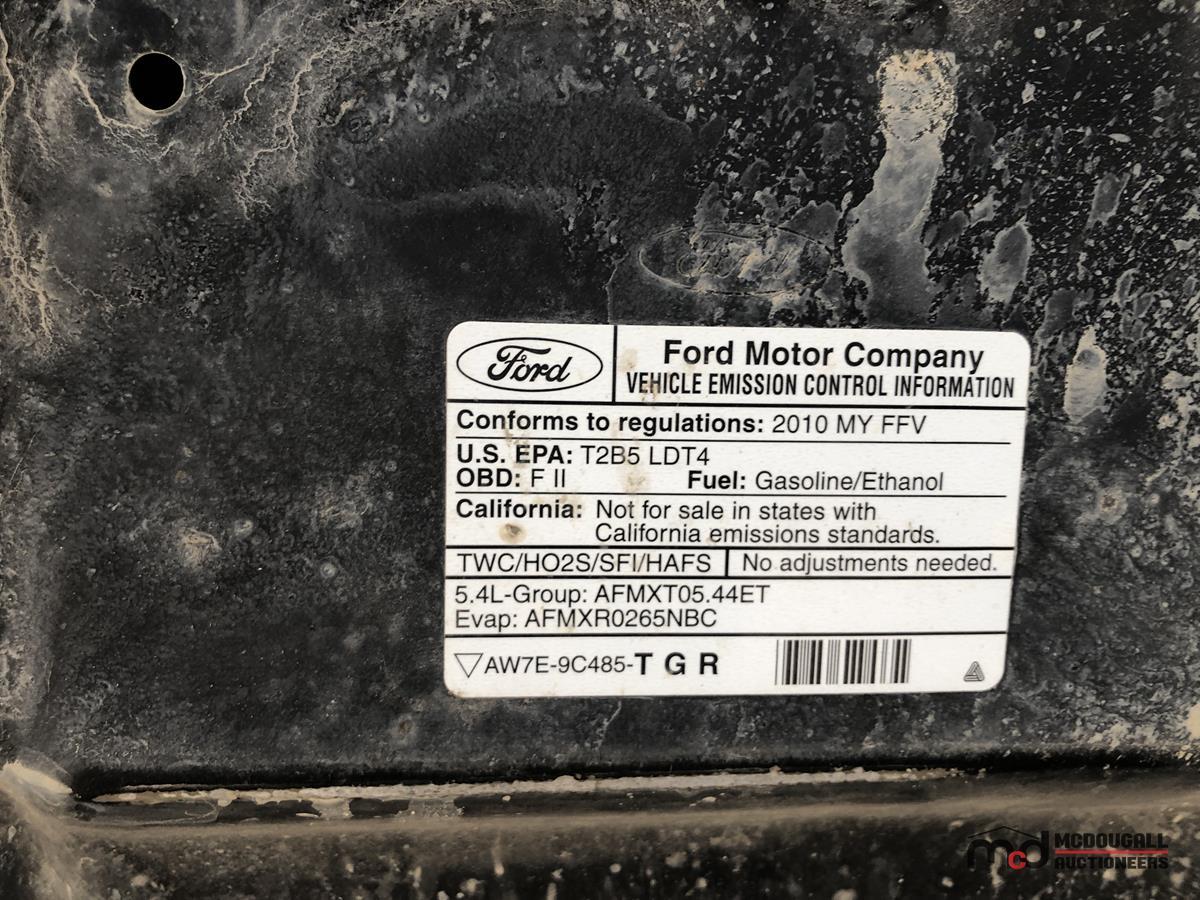 Ford
Ford
Ford Motor Company
VEHICLE EMISSION CONTROL INFORMATION
Conforms to regulations: 2010 MY FFV
U.S. EPA: T2B5 LDT4
OBD: F II Fuel: Gasoline/Ethanol
California: Not for sale in states with
California emissions standards.
TWC/HO2S/SFI/HAFS No adjustments needed.
5.4L-Group: AFMXT05.44ET
Evap: AFMXR0265NBC
AW7E-9C485-T G R
mcd MCDOUGALL
AUCTIONEERS